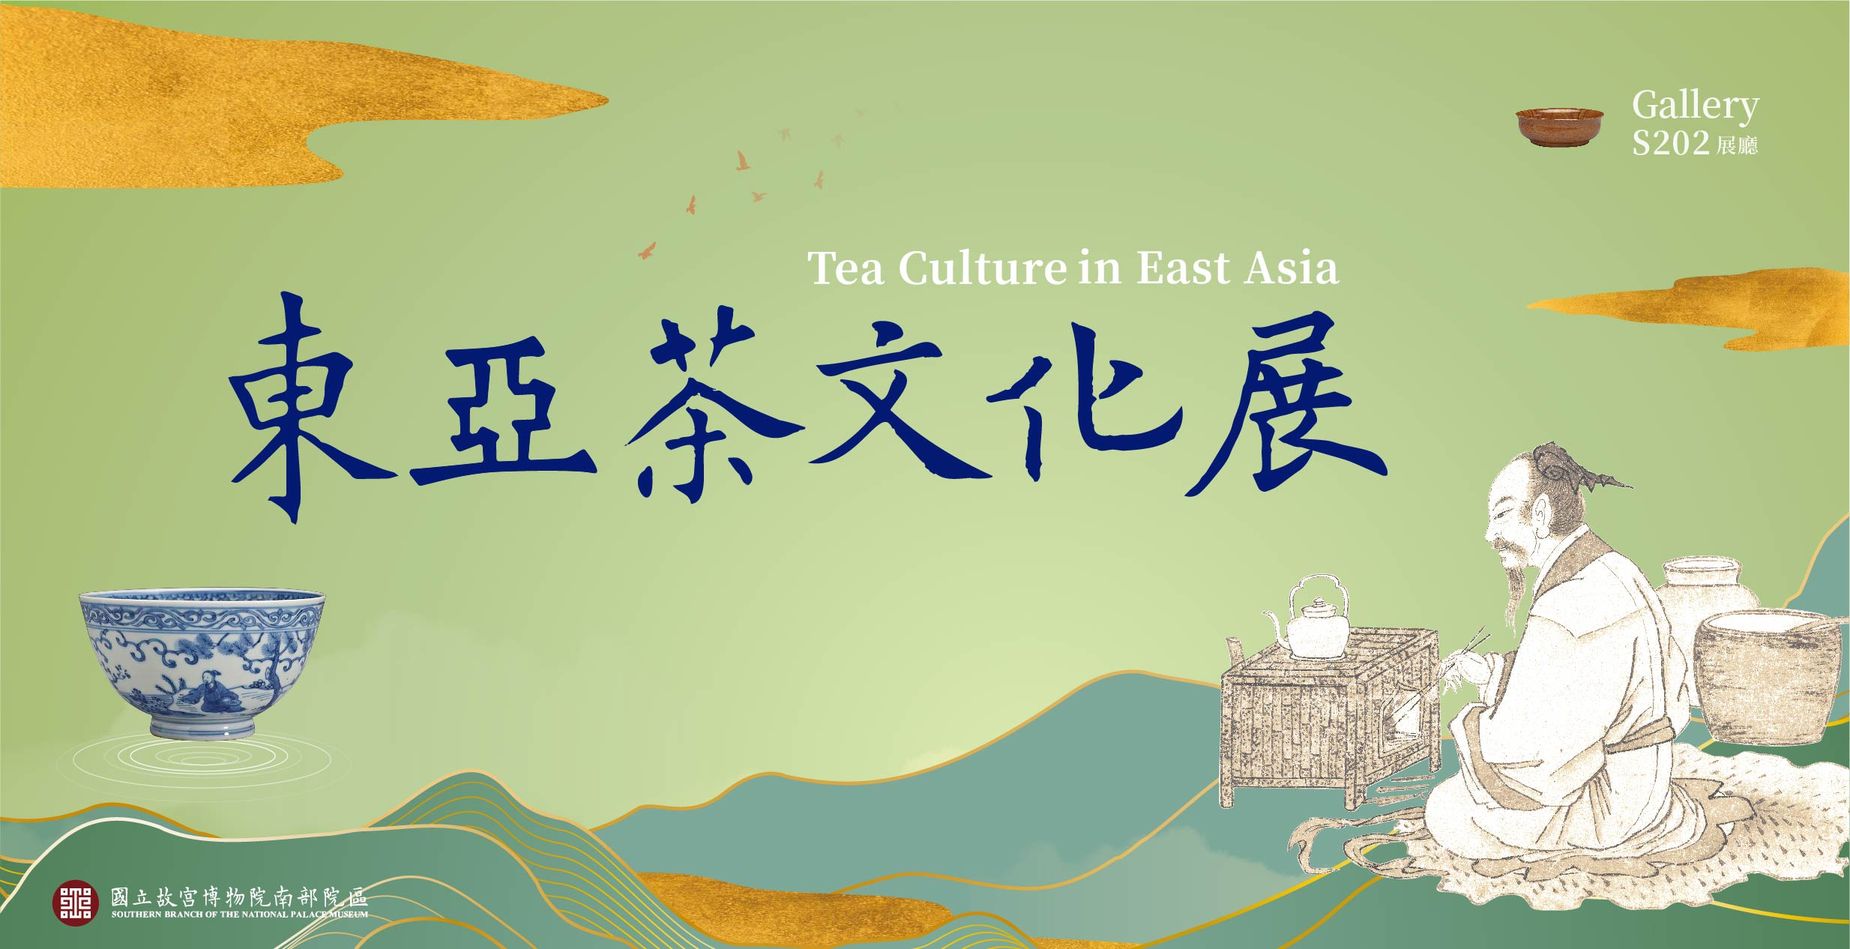 Gallery
S202 展廳
Tea Culture in East Asia
東亞茶文化展
國立故宮博物院南部院區
SOUTHERN BRANCH OF THE NATIONAL PALACE MUSEUM